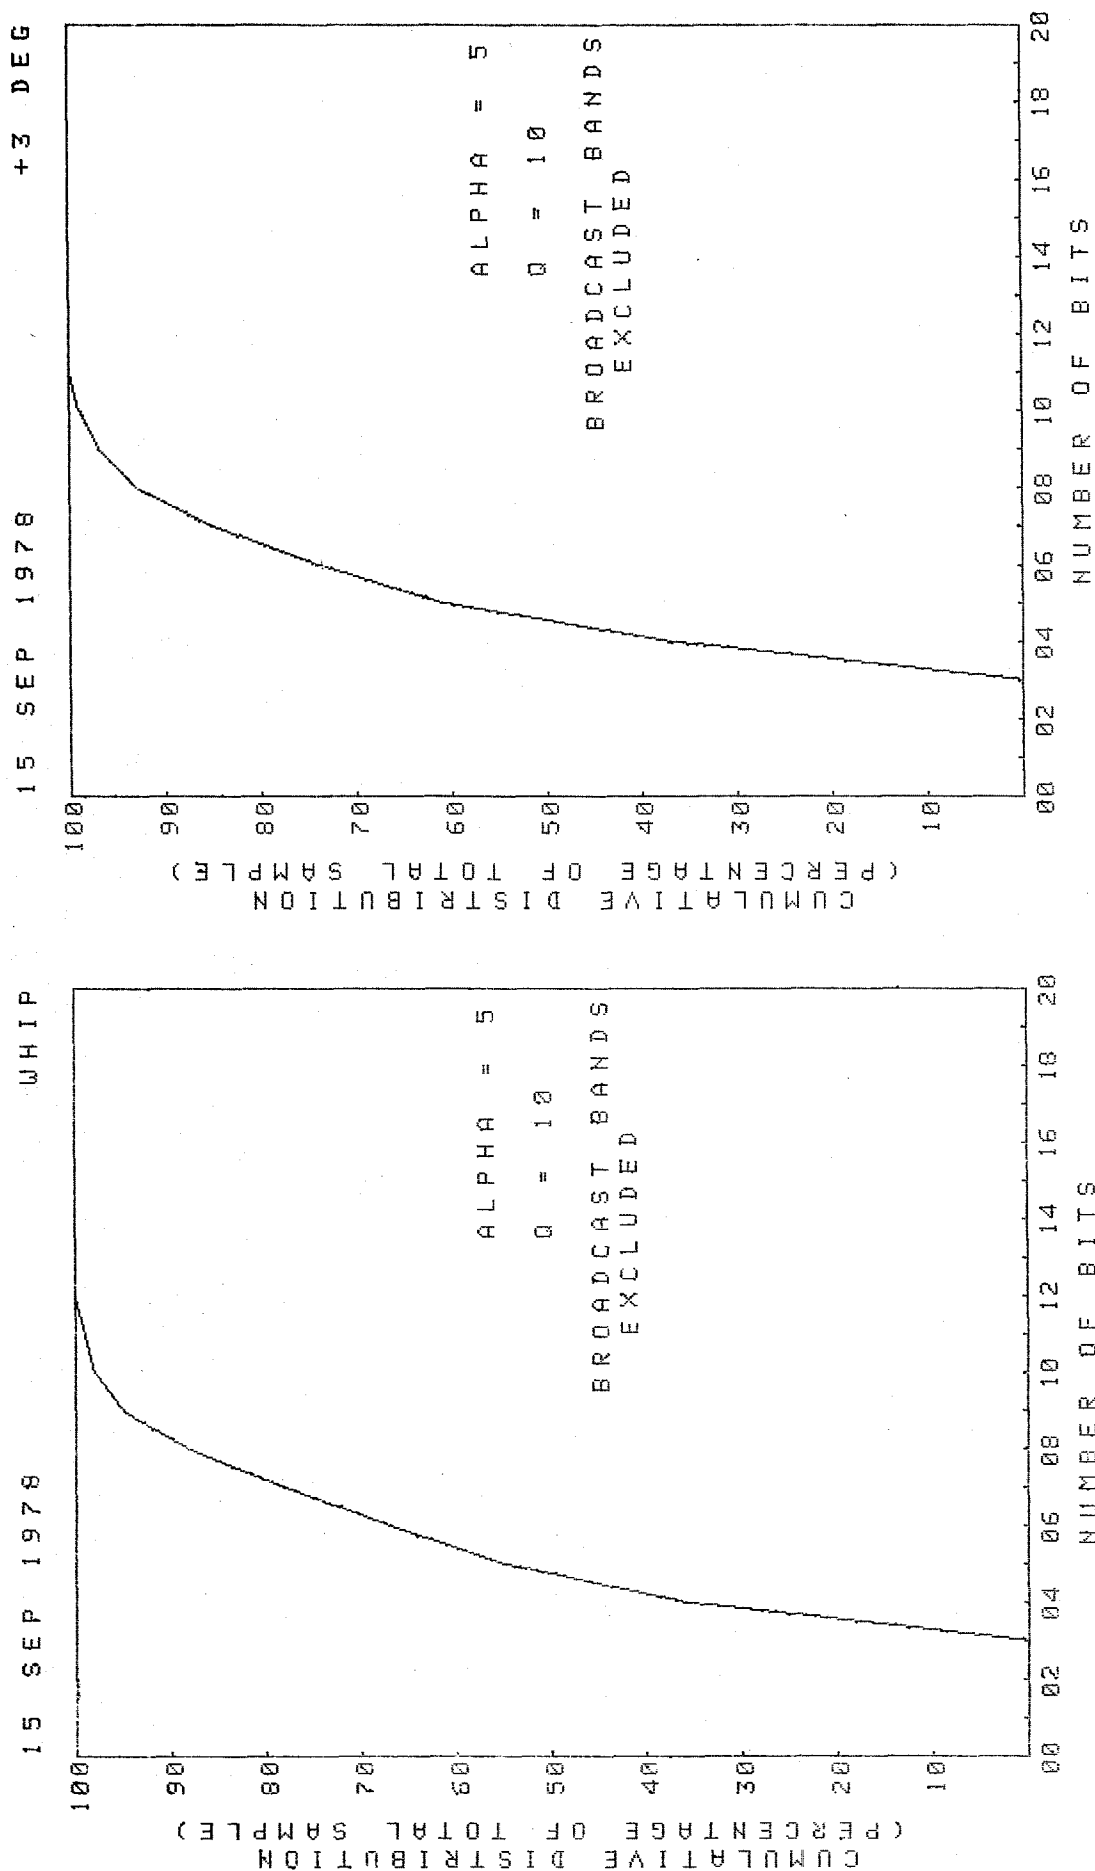 15 SEP 1978 WHIP
CUMULATIVE DISTRIBUTION
(PERCENTAGE OF TOTAL SAMPLE)
100
90
80
70
60
50
40
30
20
10
ALPHA = 5
Q = 10
BROADCAST BANDS
EXCLUDED
00 02 04 06 08 10 12 14 16 18 20
NUMBER OF BITS
15 SEP 1978 +3 DEG
CUMULATIVE DISTRIBUTION
(PERCENTAGE OF TOTAL SAMPLE)
100
90
80
70
60
50
40
30
20
10
ALPHA = 5
Q = 10
BROADCAST BANDS
EXCLUDED
00 02 04 06 08 10 12 14 16 18 20
NUMBER OF BITS